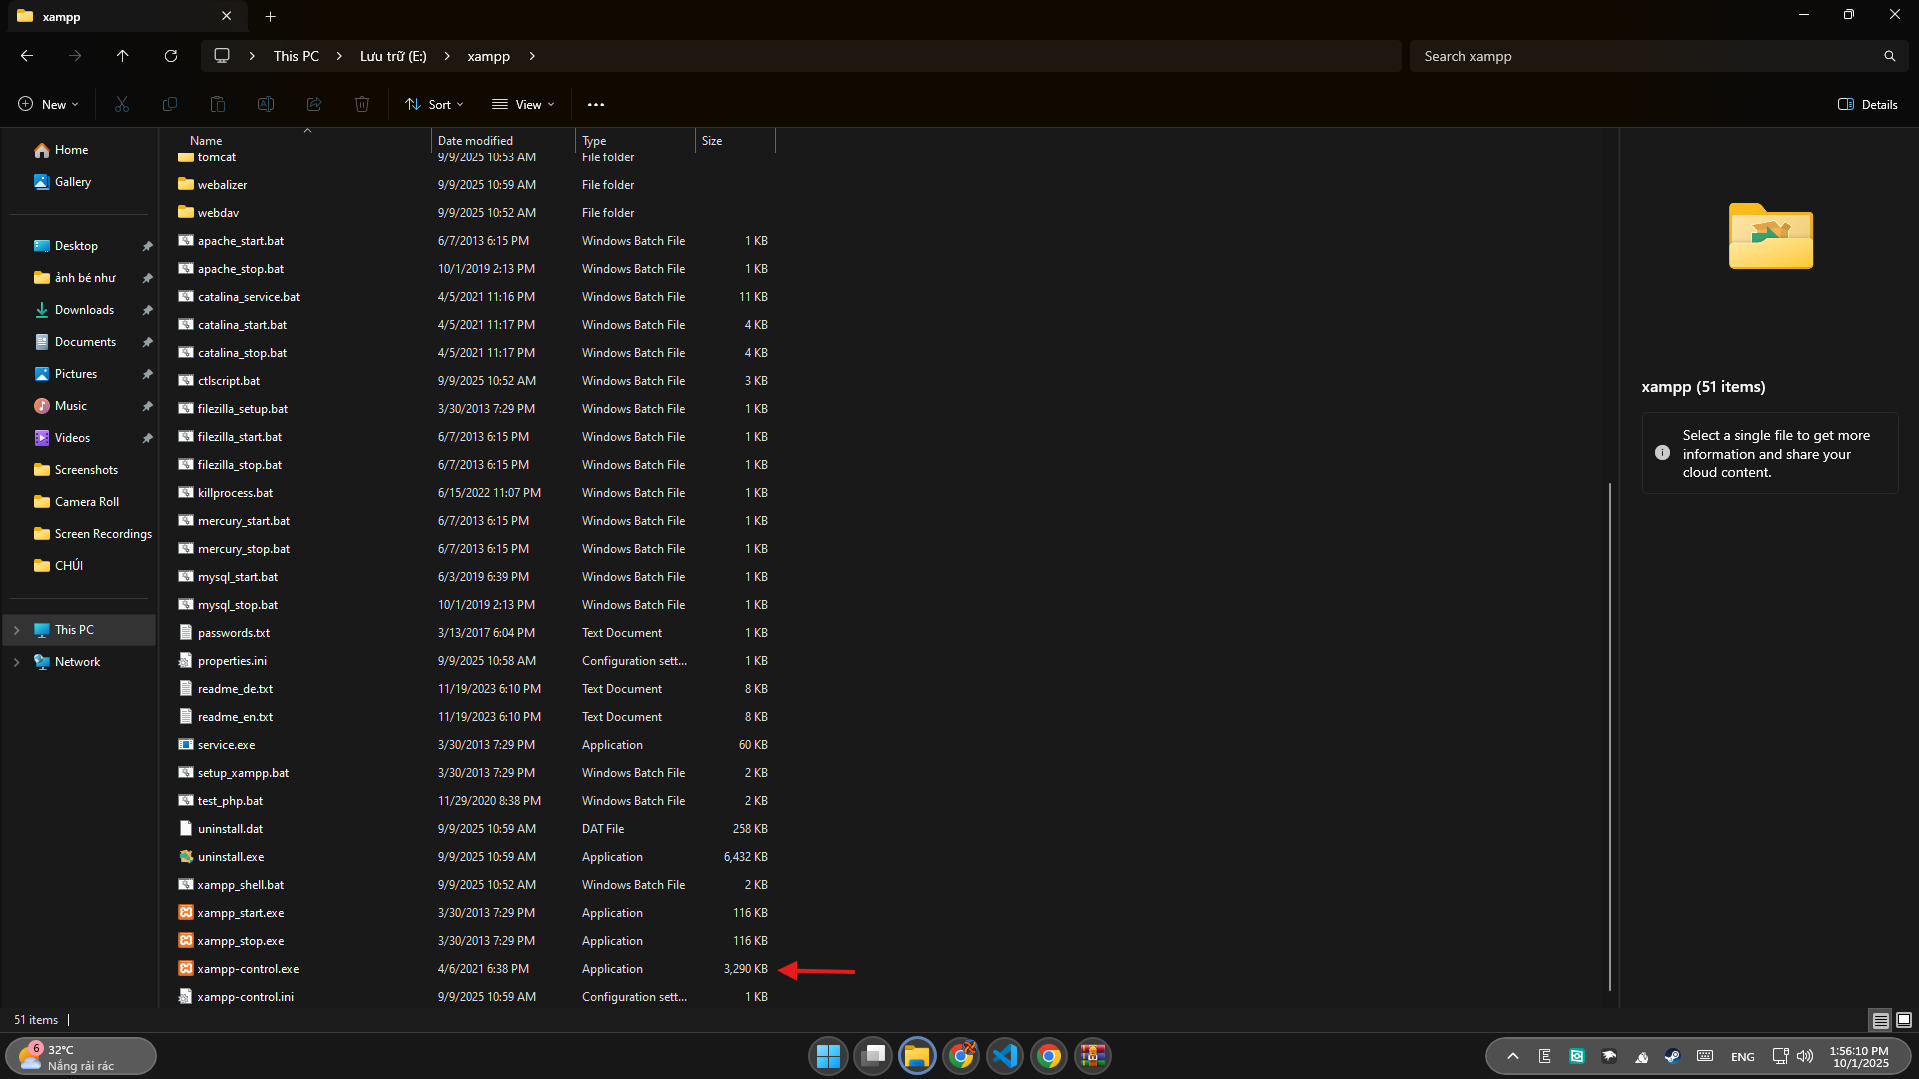 xampp
This PC
Lưu trữ (E:)
xampp
Search xampp
New
Sort
View
Details
Home
Gallery
Desktop
ảnh bé như
Downloads
Documents
Pictures
Music
Videos
Screenshots
Camera Roll
Screen Recordings
CHÚI
This PC
Network
Name Date modified Type Size
tomcat 9/9/2025 10:53 AM File folder
webalizer 9/9/2025 10:59 AM File folder
webdav 9/9/2025 10:52 AM File folder
apache_start.bat 6/7/2013 6:15 PM Windows Batch File 1 KB
apache_stop.bat 10/1/2019 2:13 PM Windows Batch File 1 KB
catalina_service.bat 4/5/2021 11:16 PM Windows Batch File 11 KB
catalina_start.bat 4/5/2021 11:17 PM Windows Batch File 4 KB
catalina_stop.bat 4/5/2021 11:17 PM Windows Batch File 4 KB
ctlscript.bat 9/9/2025 10:52 AM Windows Batch File 3 KB
filezilla_setup.bat 3/30/2013 7:29 PM Windows Batch File 1 KB
filezilla_start.bat 6/7/2013 6:15 PM Windows Batch File 1 KB
filezilla_stop.bat 6/7/2013 6:15 PM Windows Batch File 1 KB
killprocess.bat 6/15/2022 11:07 PM Windows Batch File 1 KB
mercury_start.bat 6/7/2013 6:15 PM Windows Batch File 1 KB
mercury_stop.bat 6/7/2013 6:15 PM Windows Batch File 1 KB
mysql_start.bat 6/3/2019 6:39 PM Windows Batch File 1 KB
mysql_stop.bat 10/1/2019 2:13 PM Windows Batch File 1 KB
passwords.txt 3/13/2017 6:04 PM Text Document 1 KB
properties.ini 9/9/2025 10:58 AM Configuration sett... 1 KB
readme_de.txt 11/19/2023 6:10 PM Text Document 8 KB
readme_en.txt 11/19/2023 6:10 PM Text Document 8 KB
service.exe 3/30/2013 7:29 PM Application 60 KB
setup_xampp.bat 3/30/2013 7:29 PM Windows Batch File 2 KB
test_php.bat 11/29/2020 8:38 PM Windows Batch File 2 KB
uninstall.dat 9/9/2025 10:59 AM DAT File 258 KB
uninstall.exe 9/9/2025 10:59 AM Application 6,432 KB
xampp_shell.bat 9/9/2025 10:52 AM Windows Batch File 2 KB
xampp_start.exe 3/30/2013 7:29 PM Application 116 KB
xampp_stop.exe 3/30/2013 7:29 PM Application 116 KB
xampp-control.exe 4/6/2021 6:38 PM Application 3,290 KB
xampp-control.ini 9/9/2025 10:59 AM Configuration sett... 1 KB
xampp (51 items)
Select a single file to get more
information and share your
cloud content.
51 items
6
32°C
Nắng rải rác
ENG
1:56:10 PM
10/1/2025